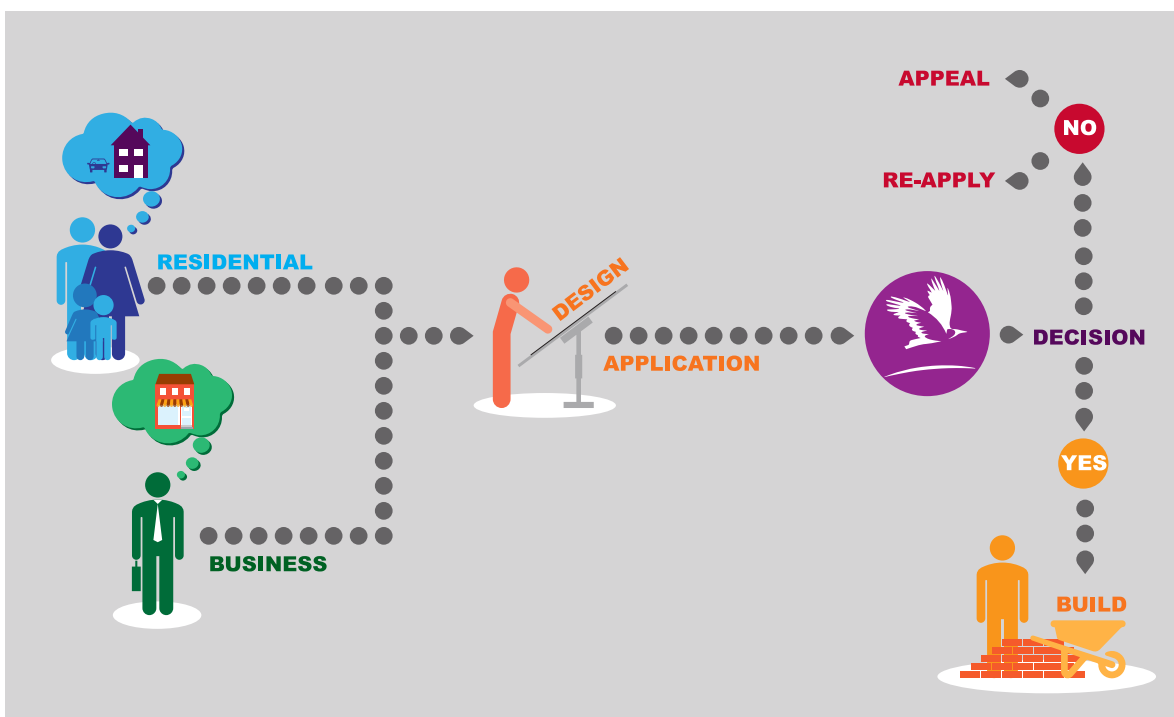 APPEAL
NO
RE-APPLY
RESIDENTIAL
DESIGN
APPLICATION
DECISION
YES
BUSINESS
BUILD